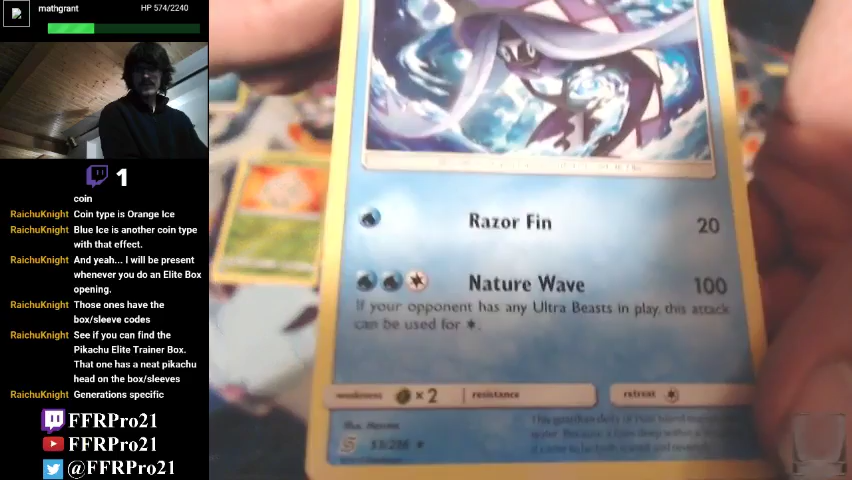 mathgrant
HP 574/2240
1
coin
RaichuKnight Coin type is Orange Ice
RaichuKnight Blue Ice is another coin type
with that effect.
RaichuKnight And yeah... I will be present
whenever you do an Elite Box
opening.
RaichuKnight Those ones have the
box/sleeve codes
RaichuKnight See if you can find the
Pikachu Elite Trainer Box.
That one has a neat pikachu
head on the box/sleeves
RaichuKnight Generations specific
FFRPro21
FFRPro21
@FFRPro21
Razor Fin 20
Nature Wave 100
If your opponent has any Ultra Beasts in play, this attack
can be used for
weakness × 2 resistance retreat
Illus.
53/236